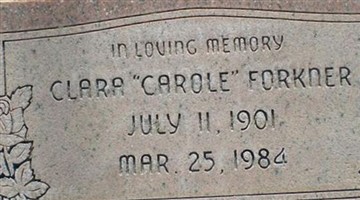 IN LOVING MEMORY
CLARA "CAROLE" FORKNER
JULY 11, 1901
MAR. 25, 1984